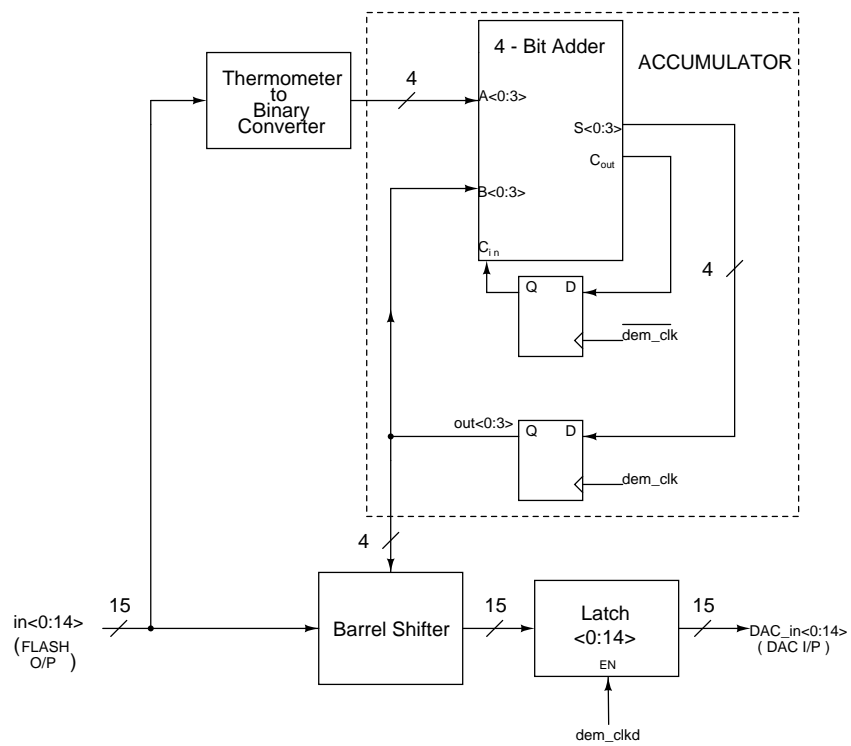 4 - Bit Adder
ACCUMULATOR
Thermometer
to
Binary
Converter
4
A<0:3>
S<0:3>
C out
B<0:3>
C in
4
Q D
dem_clk
out<0:3>
Q D
dem_clk
4
in<0:14>
(FLASH
O/P )
15
Barrel Shifter
15
Latch
<0:14>
EN
15
DAC_in<0:14>
( DAC I/P )
dem_clkd